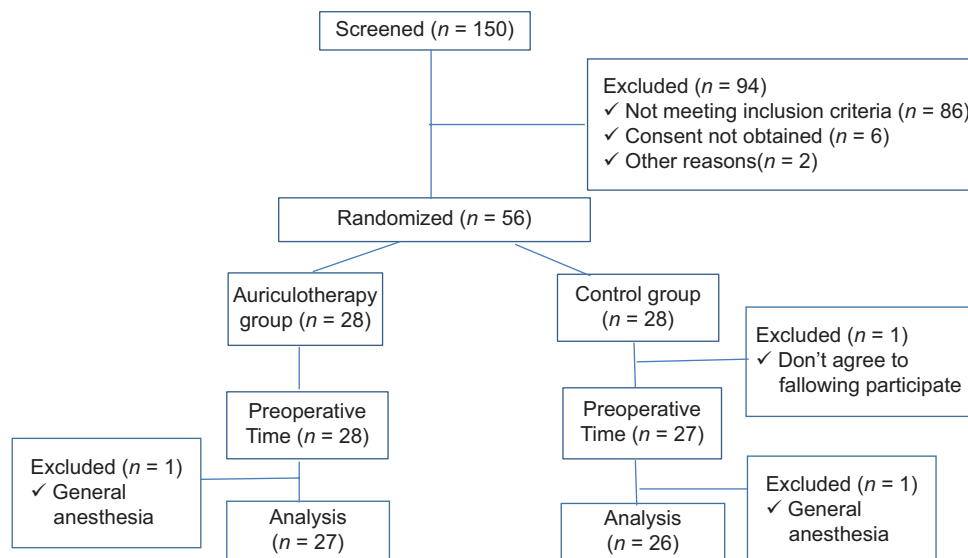 Screened (n = 150)
Excluded (n = 94)
✓ Not meeting inclusion criteria (n = 86)
✓ Consent not obtained (n = 6)
✓ Other reasons(n = 2)
Randomized (n = 56)
Auriculotherapy
group (n = 28)
Control group
(n = 28)
Excluded (n = 1)
✓ Don't agree to
fallowing participate
Preoperative
Time (n = 28)
Preoperative
Time (n = 27)
Excluded (n = 1)
✓ General
anesthesia
Excluded (n = 1)
✓ General
anesthesia
Analysis
(n = 27)
Analysis
(n = 26)